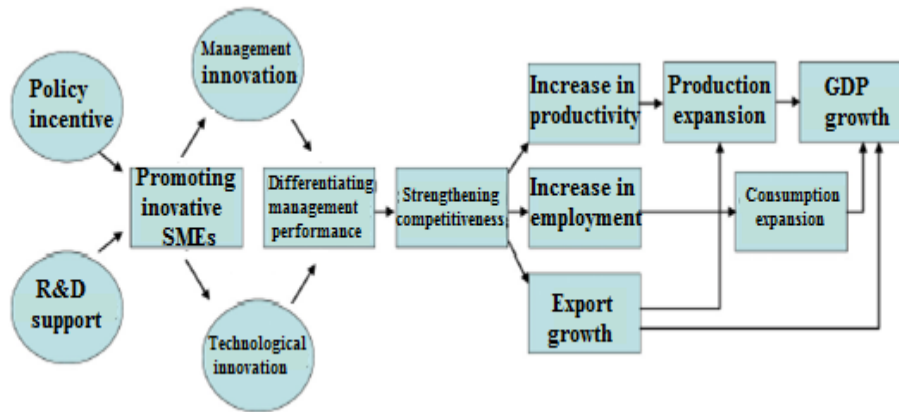 Policy
incentive
R&D
support
Promoting
inovative
SMEs
Management
innovation
Technological
innovation
Differentiating
management
performance
Strengthening
competitiveness
Increase in
productivity
Increase in
employment
Export
growth
Production
expansion
Consumption
expansion
GDP
growth